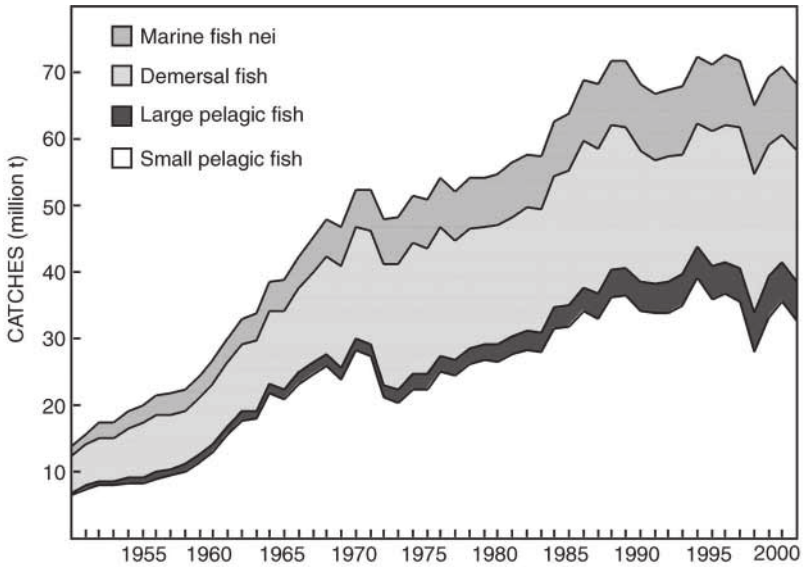 Marine fish nei
Demersal fish
Large pelagic fish
Small pelagic fish
CATCHES (million t)
70
60
50
40
30
20
10
1955 1960 1965 1970 1975 1980 1985 1990 1995 2000